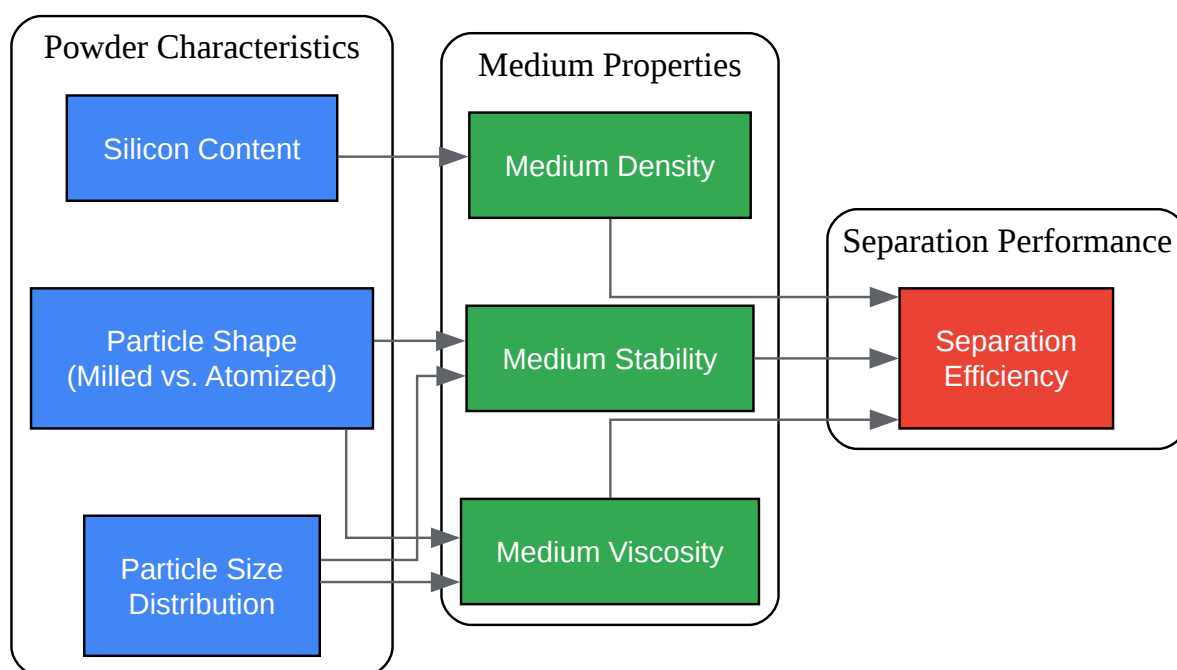 Powder Characteristics
Silicon Content
Particle Shape
(Milled vs. Atomized)
Particle Size
Distribution
Medium Properties
Medium Density
Medium Stability
Medium Viscosity
Separation Performance
Separation
Efficiency